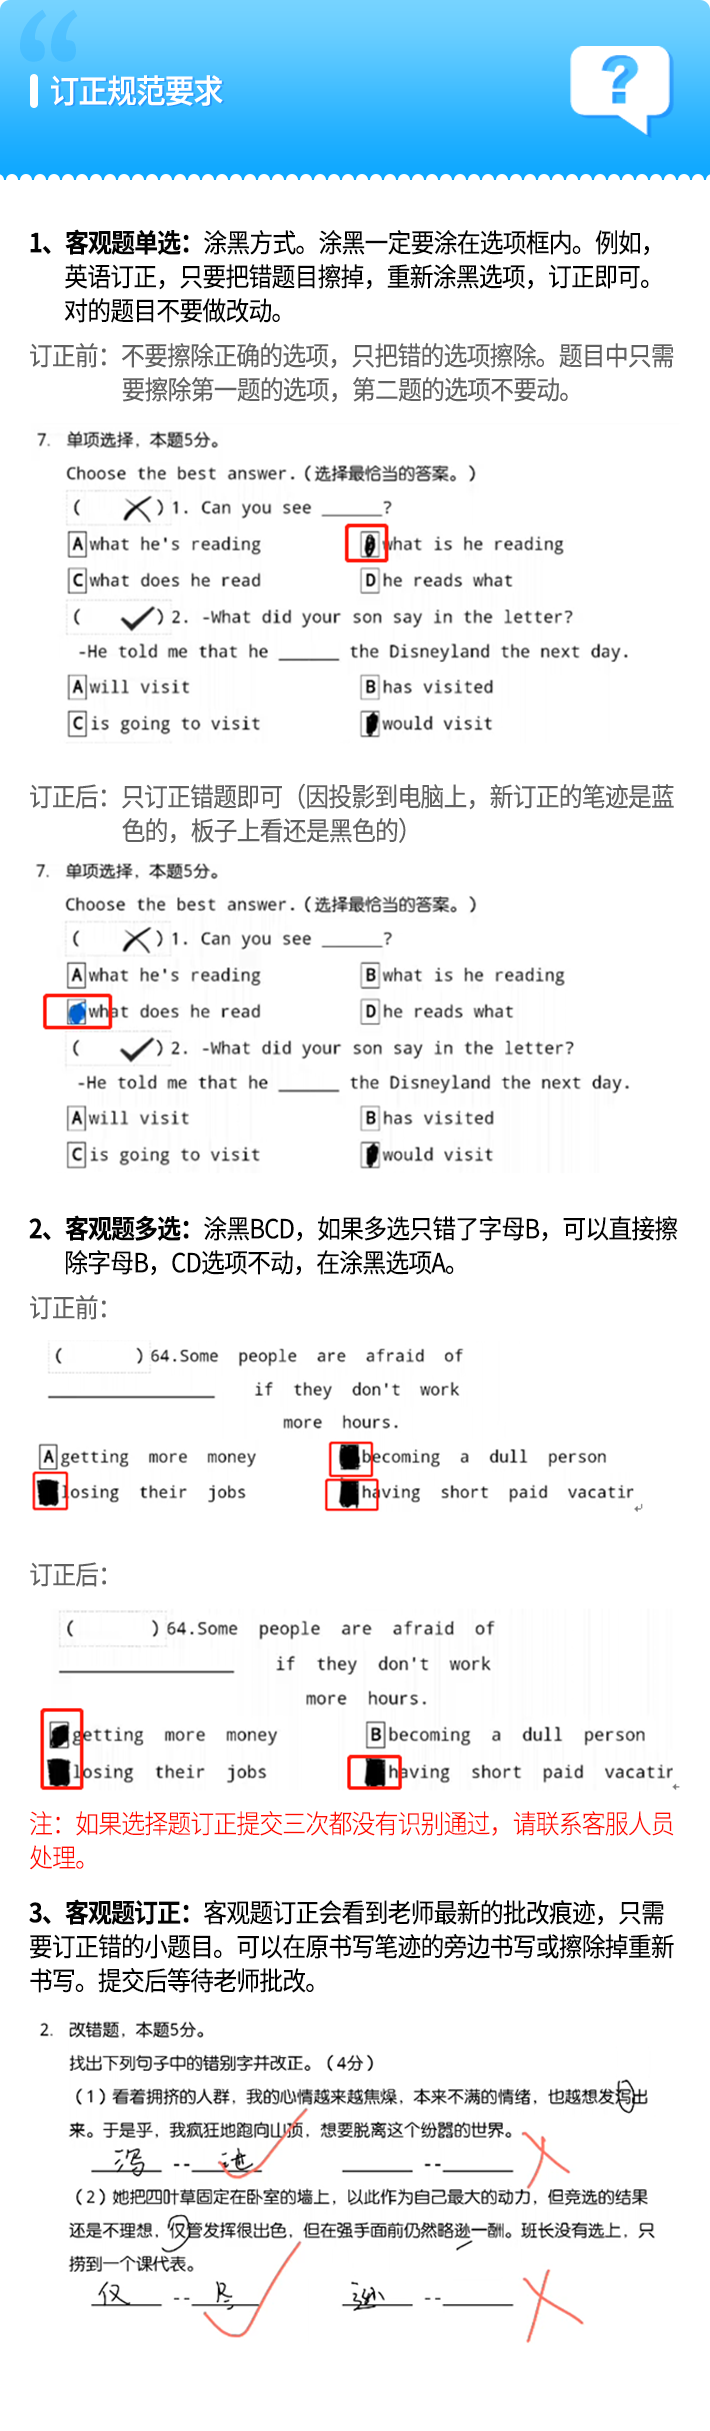 订正规范要求
1、客观题单选：涂黑方式。涂黑一定要涂在选项框内。例如，
英语订正，只要把错题目擦掉，重新涂黑选项，订正即可。
对的题目不要做改动。
订正前：不要擦除正确的选项，只把错的选项擦除。题目中只需
要擦除第一题的选项，第二题的选项不要动。
7. 单项选择，本题5分。
Choose the best answer.(选择最恰当的答案。)
( )1. Can you see ______?
A what he's reading what is he reading
C what does he read D he reads what
( )2. -What did your son say in the letter?
-He told me that he ______ the Disneyland the next day.
A will visit B has visited
C is going to visit would visit
订正后：只订正错题即可（因投影到电脑上，新订正的笔迹是蓝
色的，板子上看还是黑色的）
7. 单项选择，本题5分。
Choose the best answer.(选择最恰当的答案。)
( )1. Can you see ______?
A what he's reading B what is he reading
what does he read D he reads what
( )2. -What did your son say in the letter?
-He told me that he ______ the Disneyland the next day.
A will visit B has visited
C is going to visit would visit
2、客观题多选：涂黑BCD，如果多选只错了字母B，可以直接擦
除字母B，CD选项不动，在涂黑选项A。
订正前：
( )64.Some people are afraid of
______ if they don't work
more hours.
A getting more money becoming a dull person
losing their jobs having short paid vacatir
订正后：
( )64.Some people are afraid of
______ if they don't work
more hours.
getting more money B becoming a dull person
losing their jobs having short paid vacatir
注：如果选择题订正提交三次都没有识别通过，请联系客服人员
处理。
3、客观题订正：客观题订正会看到老师最新的批改痕迹，只需
要订正错的小题目。可以在原书写笔迹的旁边书写或擦除掉重新
书写。提交后等待老师批改。
2. 改错题，本题5分。
找出下列句子中的错别字并改正。（4分）
（1）看着拥挤的人群，我的心情越来越焦燥，本来不满的情绪，也越想发泻出
来。于是乎，我疯狂地跑向山顶，想要脱离这个纷嚣的世界。
泻 -- ______ --
（2）她把四叶草固定在卧室的墙上，以此作为自己最大的动力，但竞选的结果
还是不理想，仅管发挥很出色，但在强手面前仍然略逊一酬。班长没有选上，只
捞到一个课代表。
仅 -- 尽 逊 --